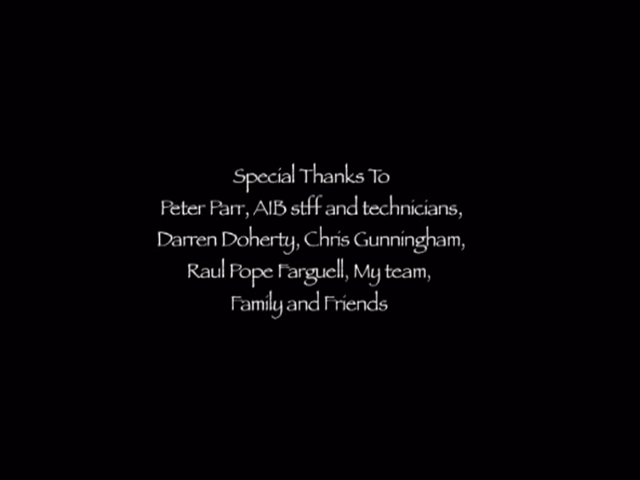 Special Thanks To
Peter Parr, AIB stff and technicians,
Darren Doherty, Chris Gunningham,
Raul Pope Farguell, My team,
Family and Friends